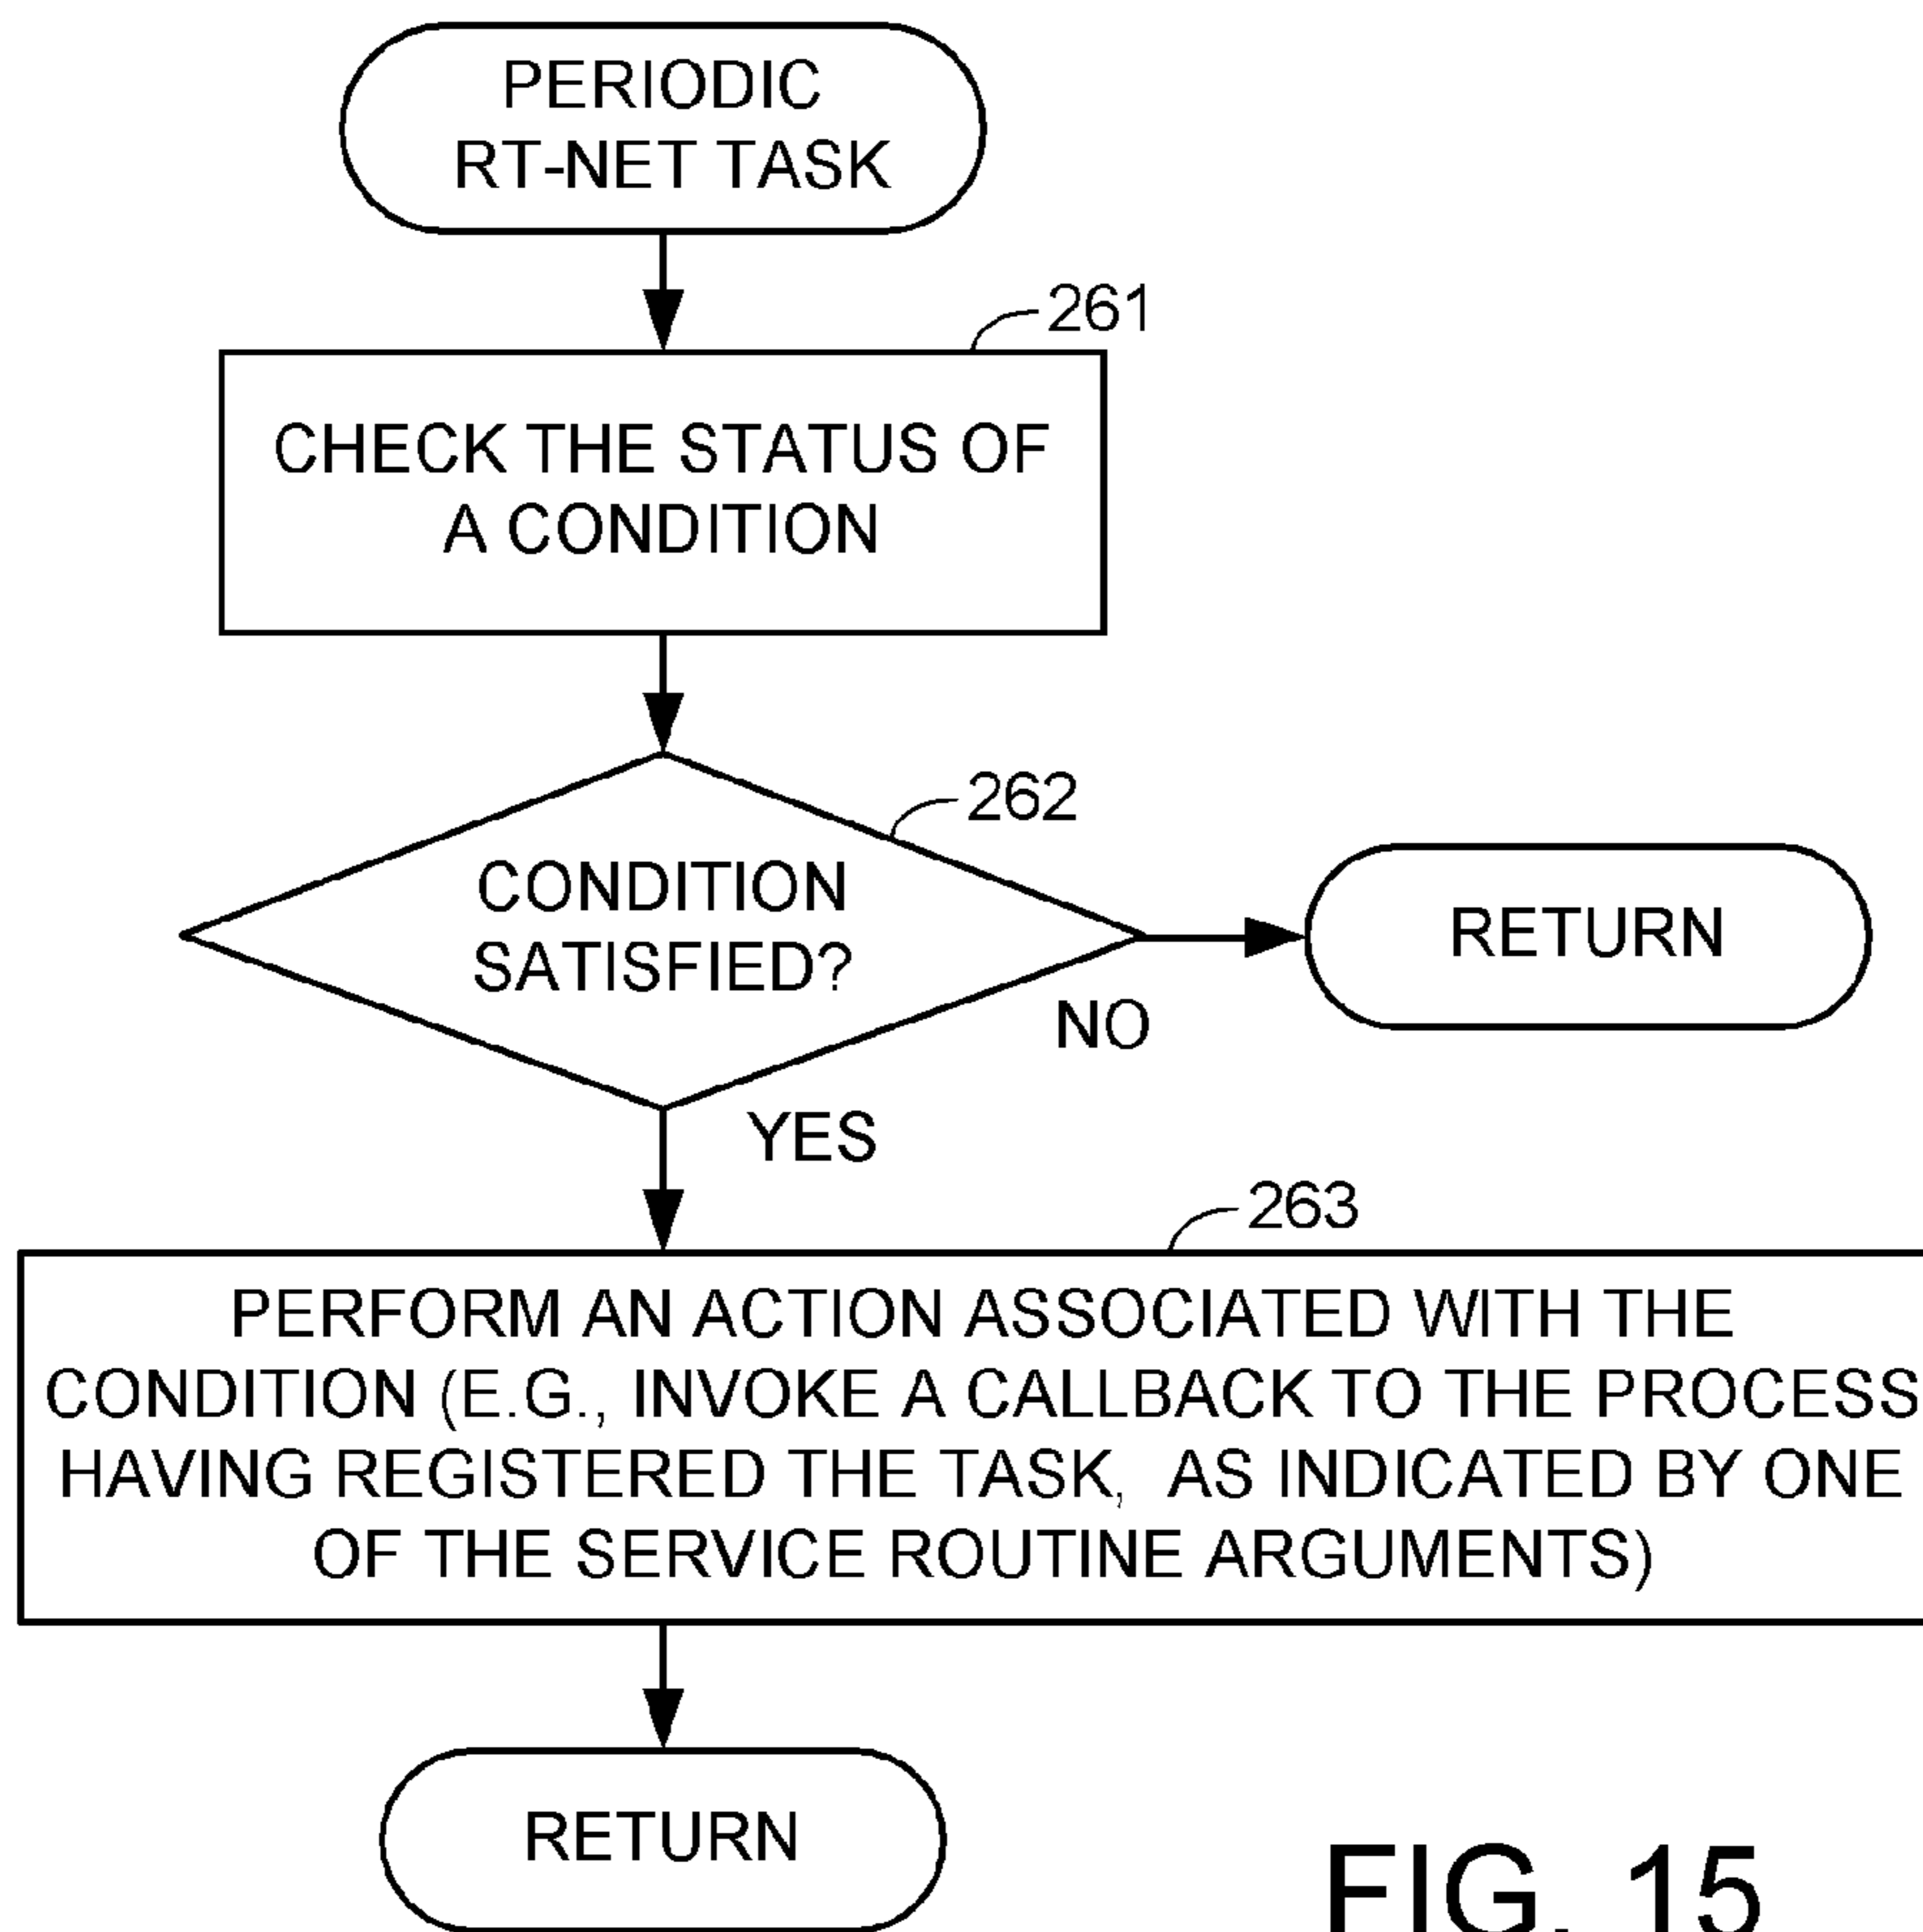 PERIODIC
RT-NET TASK
261
CHECK THE STATUS OF
A CONDITION
262
CONDITION
SATISFIED?
RETURN
NO
YES
263
PERFORM AN ACTION ASSOCIATED WITH THE
CONDITION (E.G., INVOKE A CALLBACK TO THE PROCESS
HAVING REGISTERED THE TASK, AS INDICATED BY ONE
OF THE SERVICE ROUTINE ARGUMENTS)
RETURN
FIG. 15